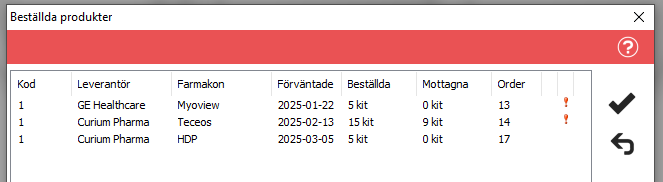 Beställda produkter
Kod Leverantör Farmakon Förväntade Beställda Mottagna Order
1 GE Healthcare Myoview 2025-01-22 5 kit 0 kit 13 !
1 Curium Pharma Teceos 2025-02-13 15 kit 9 kit 14 !
1 Curium Pharma HDP 2025-03-05 5 kit 0 kit 17